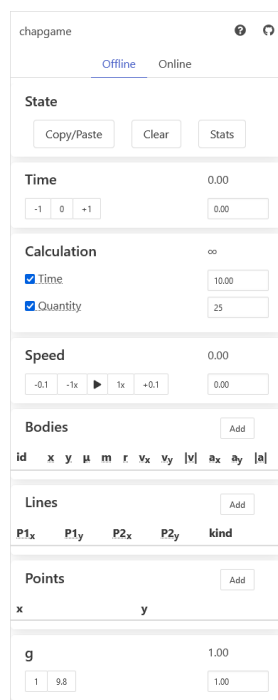 chapgame
Offline Online
State
Copy/Paste Clear Stats
Time 0.00
-1 0 +1 0.00
Calculation ∞
Time 10.00
Quantity 25
Speed 0.00
-0.1 -1x 1x +0.1 0.00
Bodies Add
id x y μ m r vx vy |v| ax ay |a|
Lines Add
P1x P1y P2x P2y kind
Points Add
x y
g 1.00
1 9.8 1.00